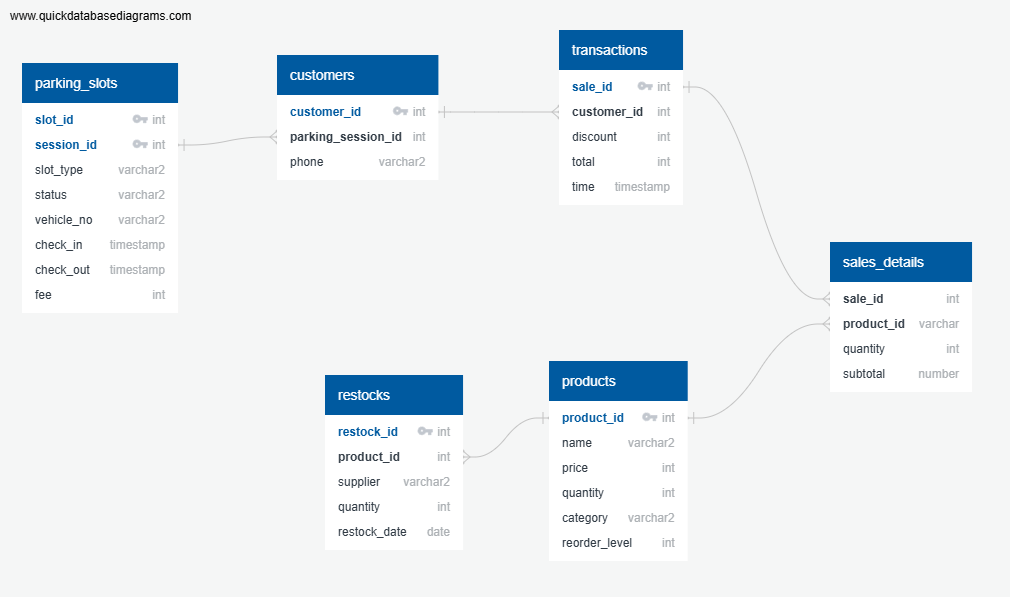 www.quickdatabasediagrams.com
parking_slots
slot_id int
session_id int
slot_type varchar2
status varchar2
vehicle_no varchar2
check_in timestamp
check_out timestamp
fee int
customers
customer_id int
parking_session_id int
phone varchar2
transactions
sale_id int
customer_id int
discount int
total int
time timestamp
sales_details
sale_id int
product_id varchar
quantity int
subtotal number
restocks
restock_id int
product_id int
supplier varchar2
quantity int
restock_date date
products
product_id int
name varchar2
price int
quantity int
category varchar2
reorder_level int